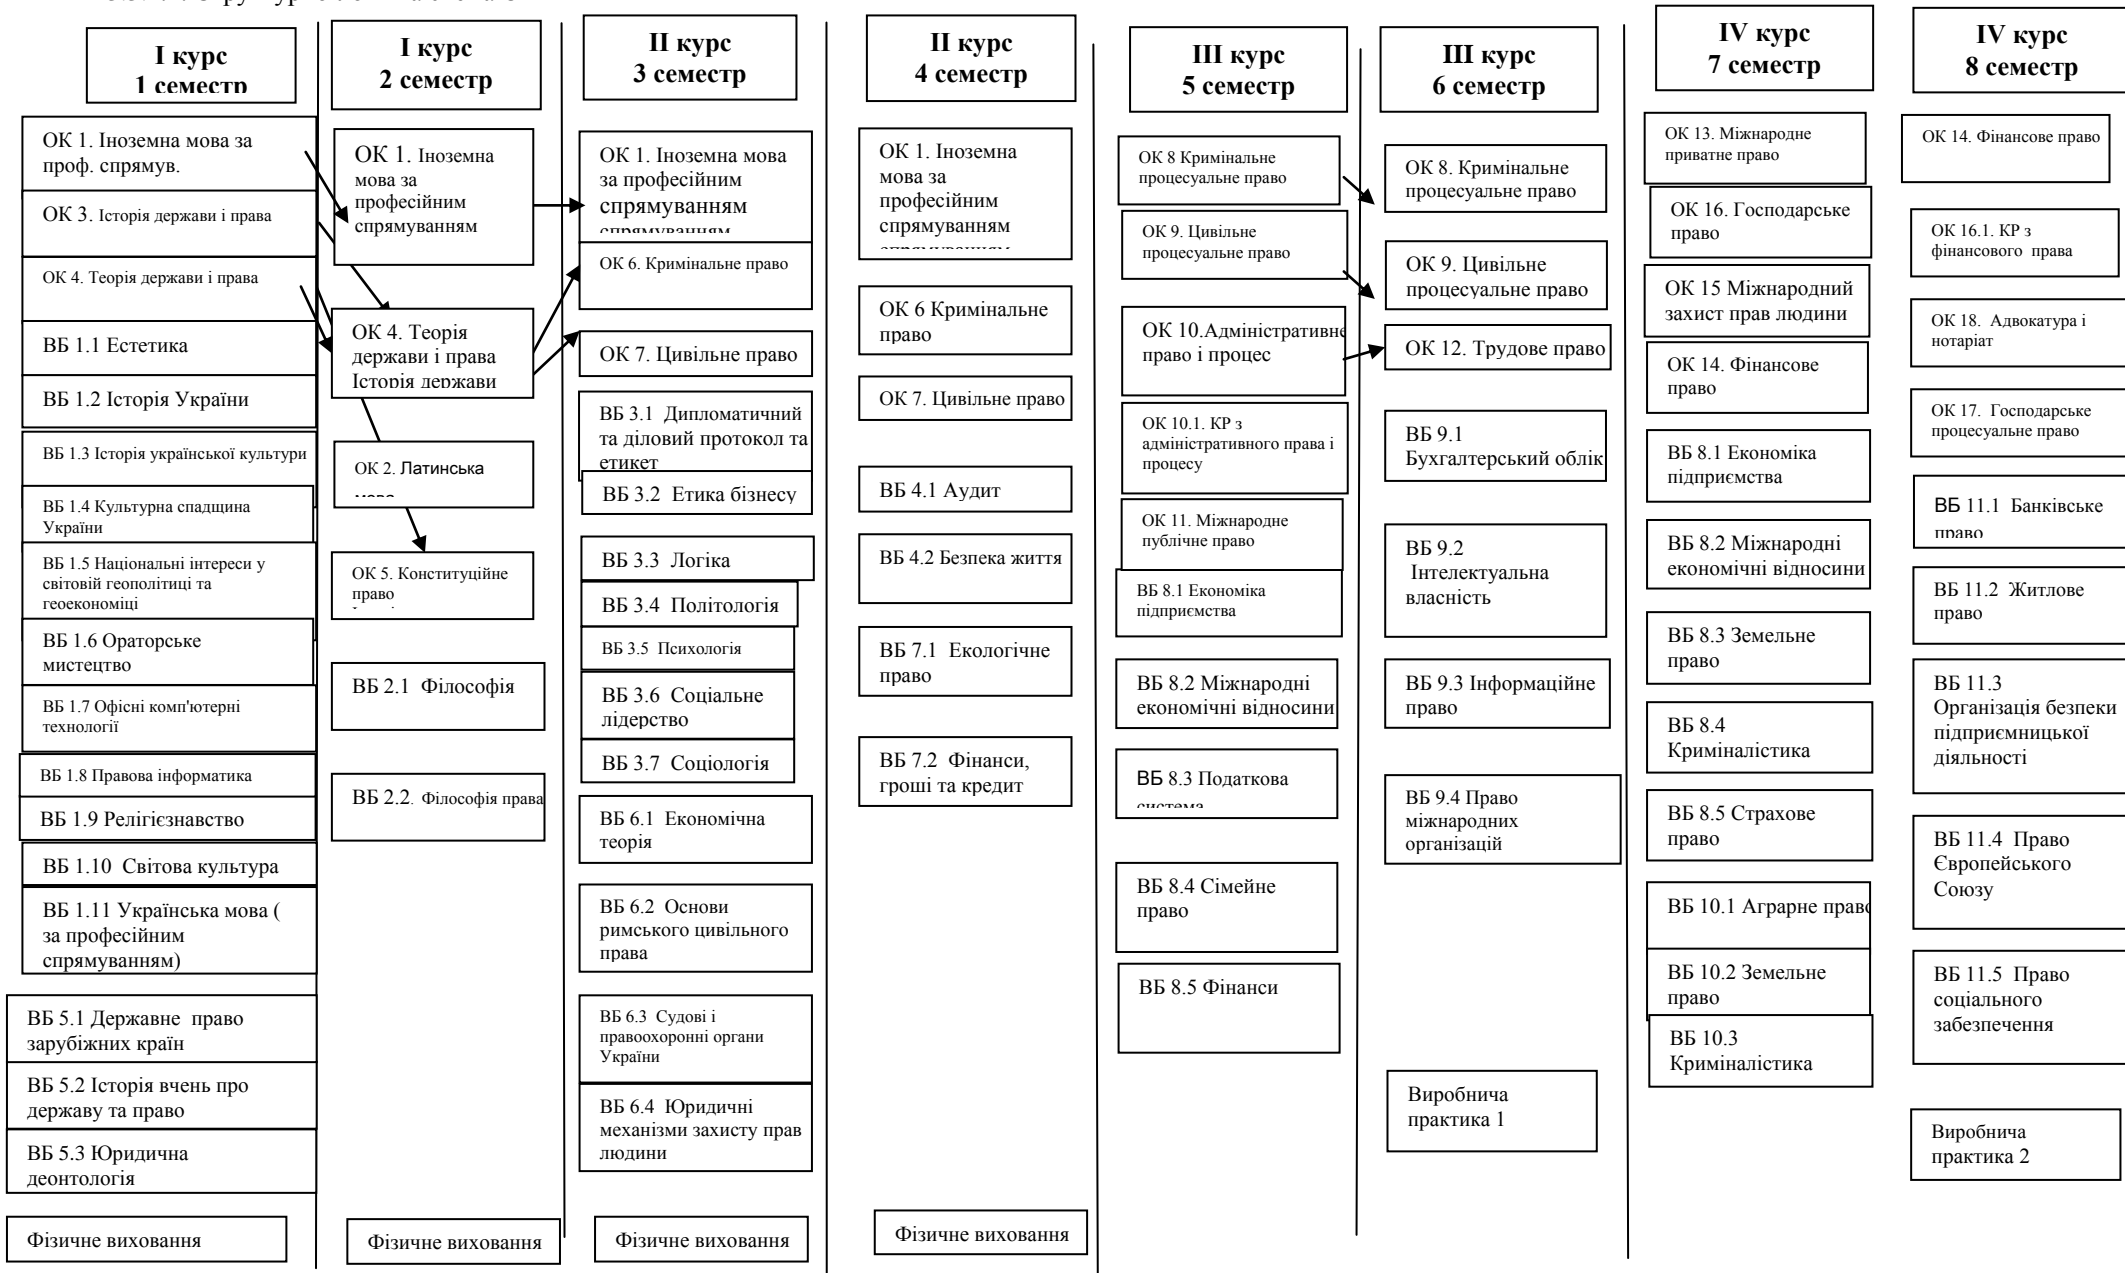 І курс
1 семестр
ОК 1. Іноземна мова за
проф. спрямув.
ОК 3. Історія держави і права
ОК 4. Теорія держави і права
ВБ 1.1 Естетика
ВБ 1.2 Історія України
ВБ 1.3 Історія української культури
ВБ 1.4 Культурна спадщина
України
ВБ 1.5 Національні інтереси у
світовій геополітиці та
геоекономіці
ВБ 1.6 Ораторське
мистецтво
ВБ 1.7 Офісні комп'ютерні
технології
ВБ 1.8 Правова інформатика
ВБ 1.9 Релігієзнавство
ВБ 1.10 Світова культура
ВБ 1.11 Українська мова (
за професійним
спрямуванням)
ВБ 5.1 Державне право
зарубіжних країн
ВБ 5.2 Історія вчень про
державу та право
ВБ 5.3 Юридична
деонтологія
Фізичне виховання
І курс
2 семестр
ОК 1. Іноземна
мова за
професійним
спрямуванням
ОК 4. Теорія
держави і права
Історія держави
ОК 2. Латинська
ОК 5. Конституційне
право
ВБ 2.1 Філософія
ВБ 2.2. Філософія права
Фізичне виховання
ІІ курс
3 семестр
ОК 1. Іноземна мова
за професійним
спрямуванням
спрямуванням
ОК 6. Кримінальне право
ОК 7. Цивільне право
ВБ 3.1 Дипломатичний
та діловий протокол та
етикет
ВБ 3.2 Етика бізнесу
ВБ 3.3 Логіка
ВБ 3.4 Політологія
ВБ 3.5 Психологія
ВБ 3.6 Соціальне
лідерство
ВБ 3.7 Соціологія
ВБ 6.1 Економічна
теорія
ВБ 6.2 Основи
римського цивільного
права
ВБ 6.3 Судові і
правоохоронні органи
України
ВБ 6.4 Юридичні
механізми захисту прав
людини
Фізичне виховання
ІІ курс
4 семестр
ОК 1. Іноземна
мова за
професійним
спрямуванням
ОК 6 Кримінальне
право
ОК 7. Цивільне право
ВБ 4.1 Аудит
ВБ 4.2 Безпека життя
ВБ 7.1 Екологічне
право
ВБ 7.2 Фінанси,
гроші та кредит
Фізичне виховання
ІІІ курс
5 семестр
ОК 8 Кримінальне
процесуальне право
ОК 9. Цивільне
процесуальне право
ОК 10.Адміністративне
право і процес
ОК 10.1. КР з
адміністративного права і
процесу
ОК 11. Міжнародне
публічне право
ВБ 8.1 Економіка
підприємства
ВБ 8.2 Міжнародні
економічні відносини
ВБ 8.3 Податкова
система
ВБ 8.4 Сімейне
право
ВБ 8.5 Фінанси
ІІІ курс
6 семестр
ОК 8. Кримінальне
процесуальне право
ОК 9. Цивільне
процесуальне право
ОК 12. Трудове право
ВБ 9.1
Бухгалтерський облік
ВБ 9.2
Інтелектуальна
власність
ВБ 9.3 Інформаційне
право
ВБ 9.4 Право
міжнародних
організацій
Виробнича
практика 1
IV курс
7 семестр
ОК 13. Міжнародне
приватне право
ОК 16. Господарське
право
ОК 15 Міжнародний
захист прав людини
ОК 14. Фінансове
право
ВБ 8.1 Економіка
підприємства
ВБ 8.2 Міжнародні
економічні відносини
ВБ 8.3 Земельне
право
ВБ 8.4
Криміналістика
ВБ 8.5 Страхове
право
ВБ 10.1 Аграрне право
ВБ 10.2 Земельне
право
ВБ 10.3
Криміналістика
IV курс
8 семестр
ОК 14. Фінансове право
ОК 16.1. КР з
фінансового права
ОК 18. Адвокатура і
нотаріат
ОК 17. Господарське
процесуальне право
ВБ 11.1 Банківське
право
ВБ 11.2 Житлове
право
ВБ 11.3
Організація безпеки
підприємницької
діяльності
ВБ 11.4 Право
Європейського
Союзу
ВБ 11.5 Право
соціального
забезпечення
Виробнича
практика 2